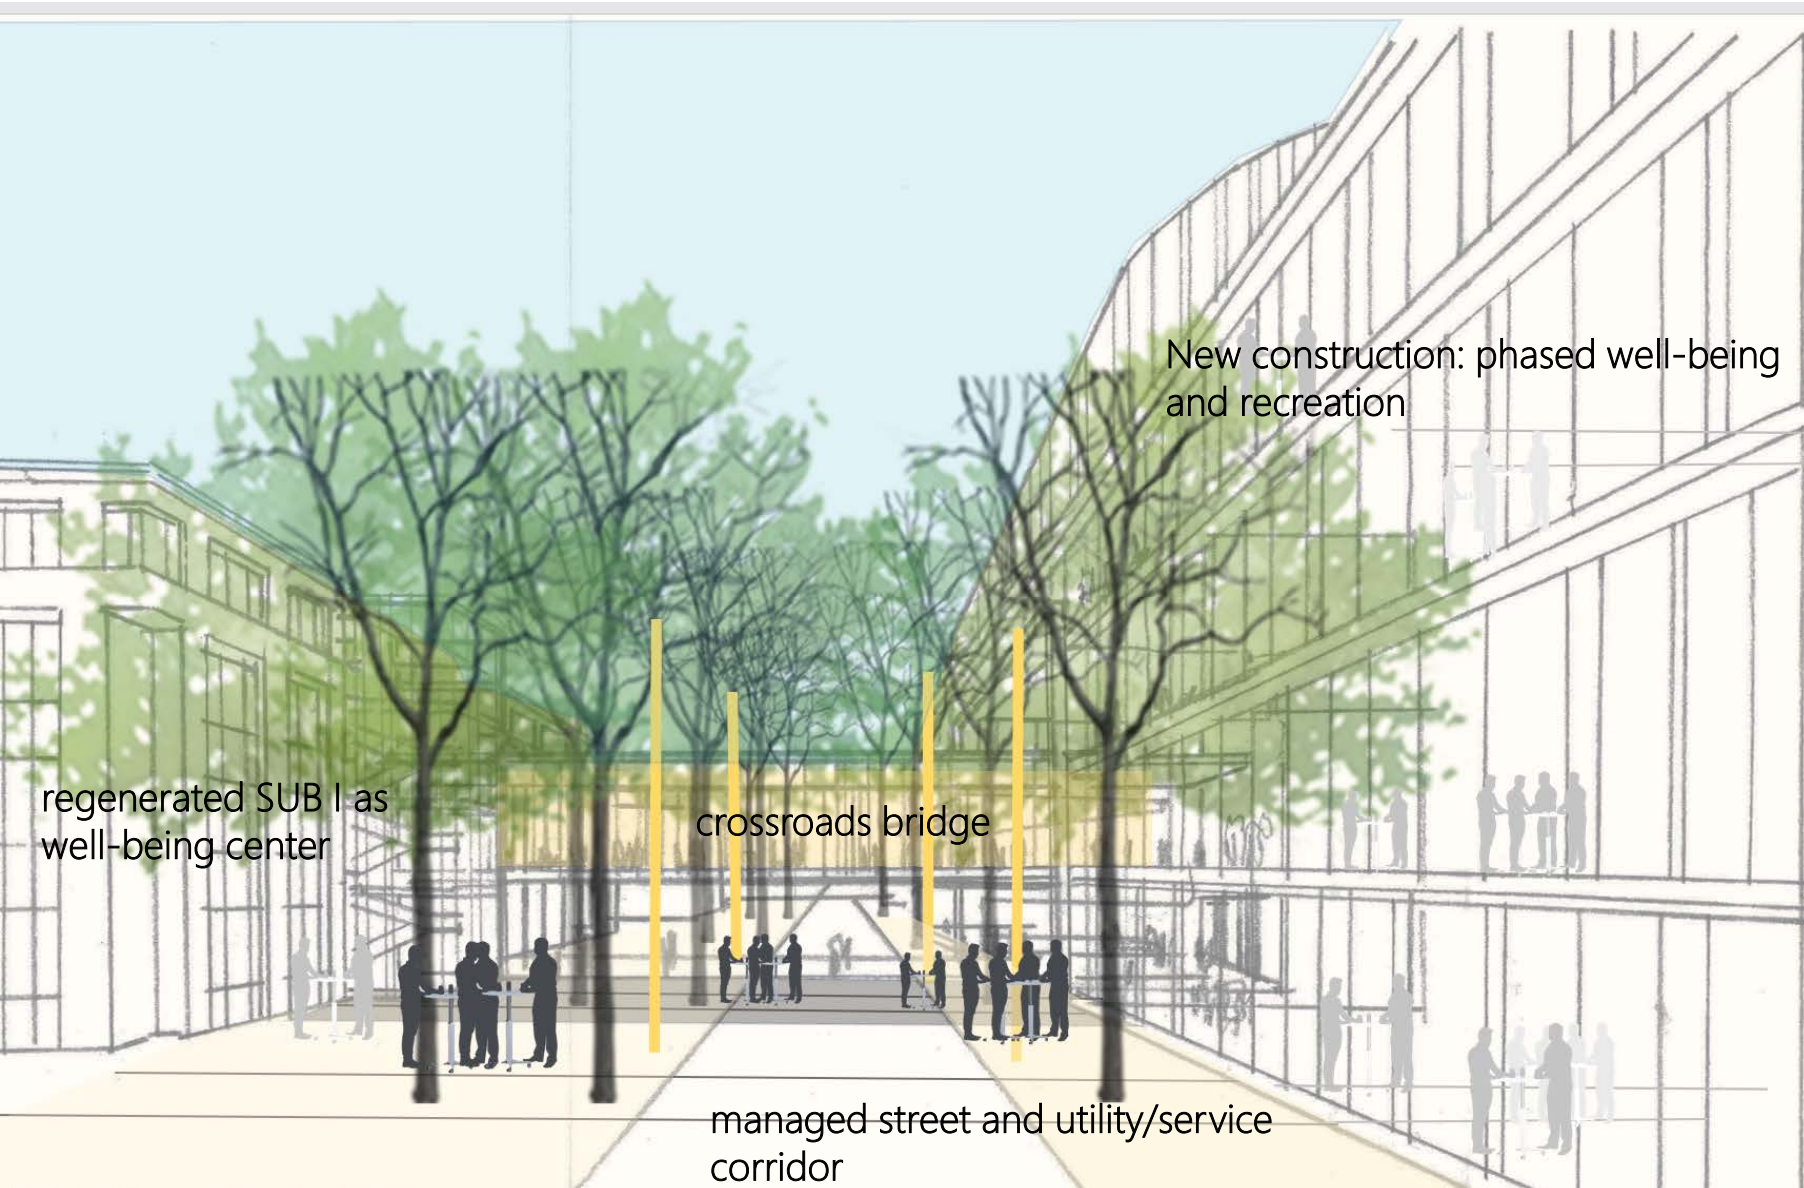 New construction: phased well-being
and recreation
regenerated SUB I as
well-being center
crossroads bridge
managed street and utility/service
corridor